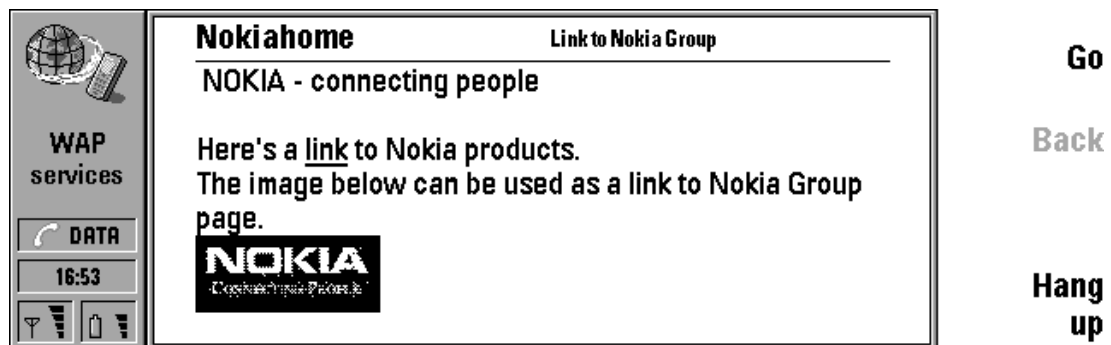 Nokiahome Link to Nokia Group
NOKIA - connecting people
Here's a link to Nokia products.
The image below can be used as a link to Nokia Group
page.
NOKIA
WAP
services
DATA
16:53
Go
Back
Hang
up